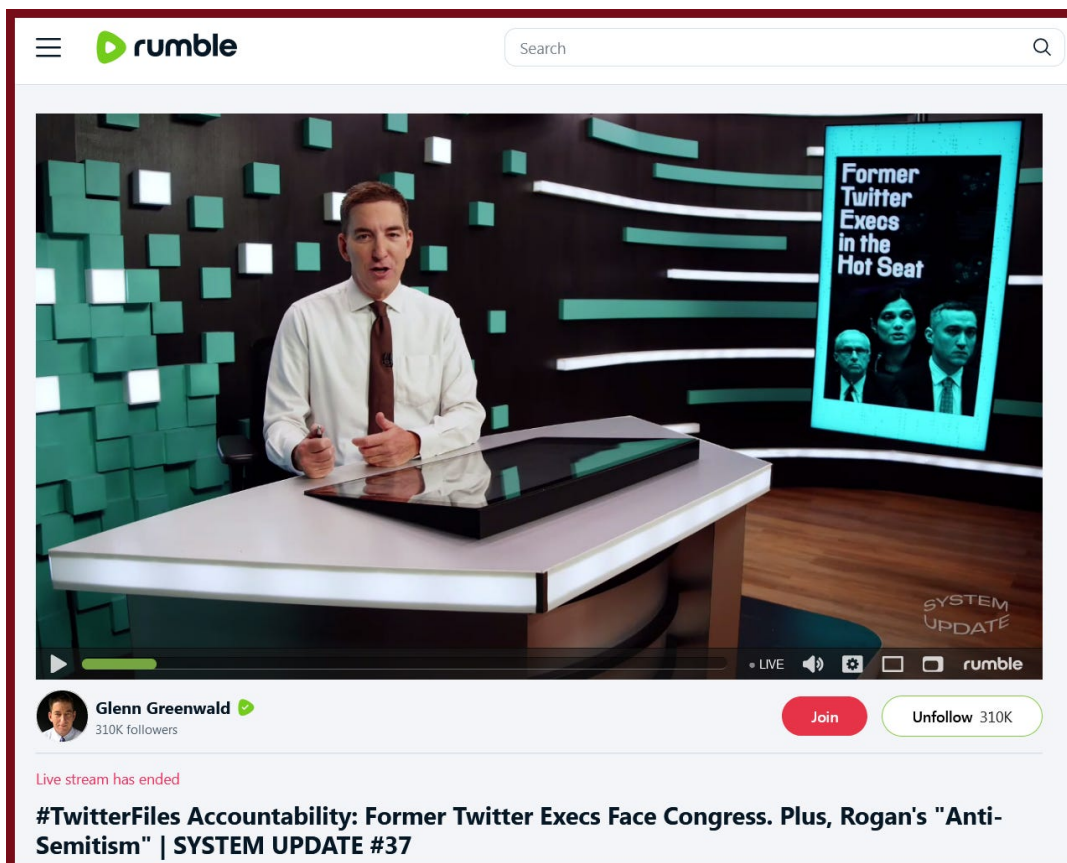 rumble
Search
Former
Twitter
Execs
in the
Hot Seat
SYSTEM
UPDATE
LIVE
rumble
Glenn Greenwald
310K followers
Join
Unfollow 310K
Live stream has ended
#TwitterFiles Accountability: Former Twitter Execs Face Congress. Plus, Rogan's "Anti-
Semitism" | SYSTEM UPDATE #37